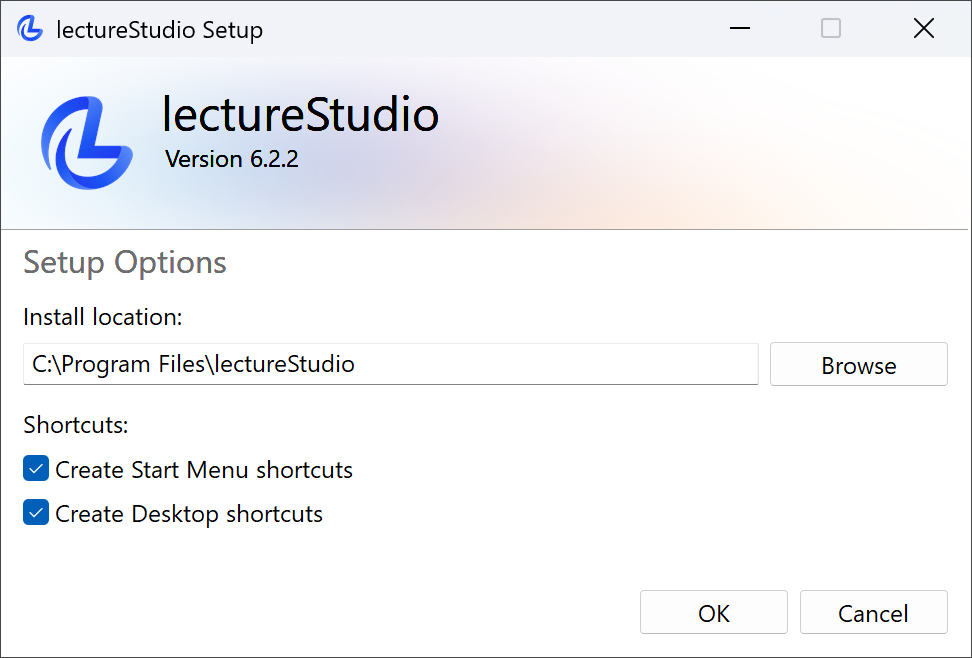 lectureStudio Setup
lectureStudio
Version 6.2.2
Setup Options
Install location:
C:\Program Files\lectureStudio
Browse
Shortcuts:
Create Start Menu shortcuts
Create Desktop shortcuts
OK
Cancel